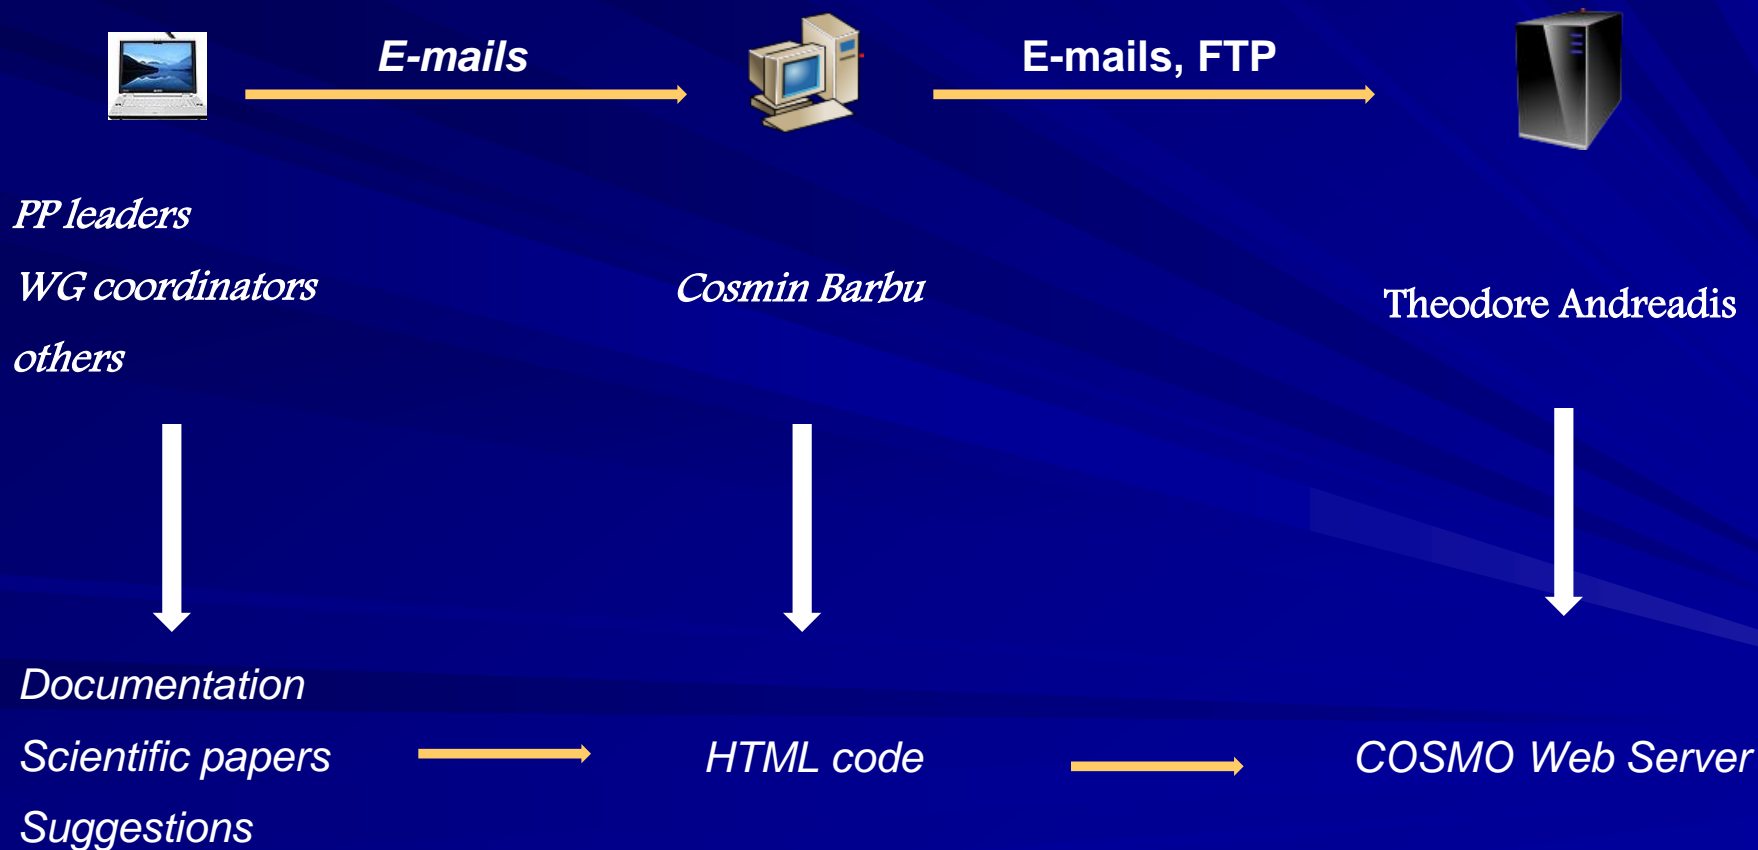 E-mails
E-mails, FTP
PP leaders
WG coordinators
others
Cosmin Barbu
Theodore Andreadis
Documentation
Scientific papers
Suggestions
HTML code
COSMO Web Server